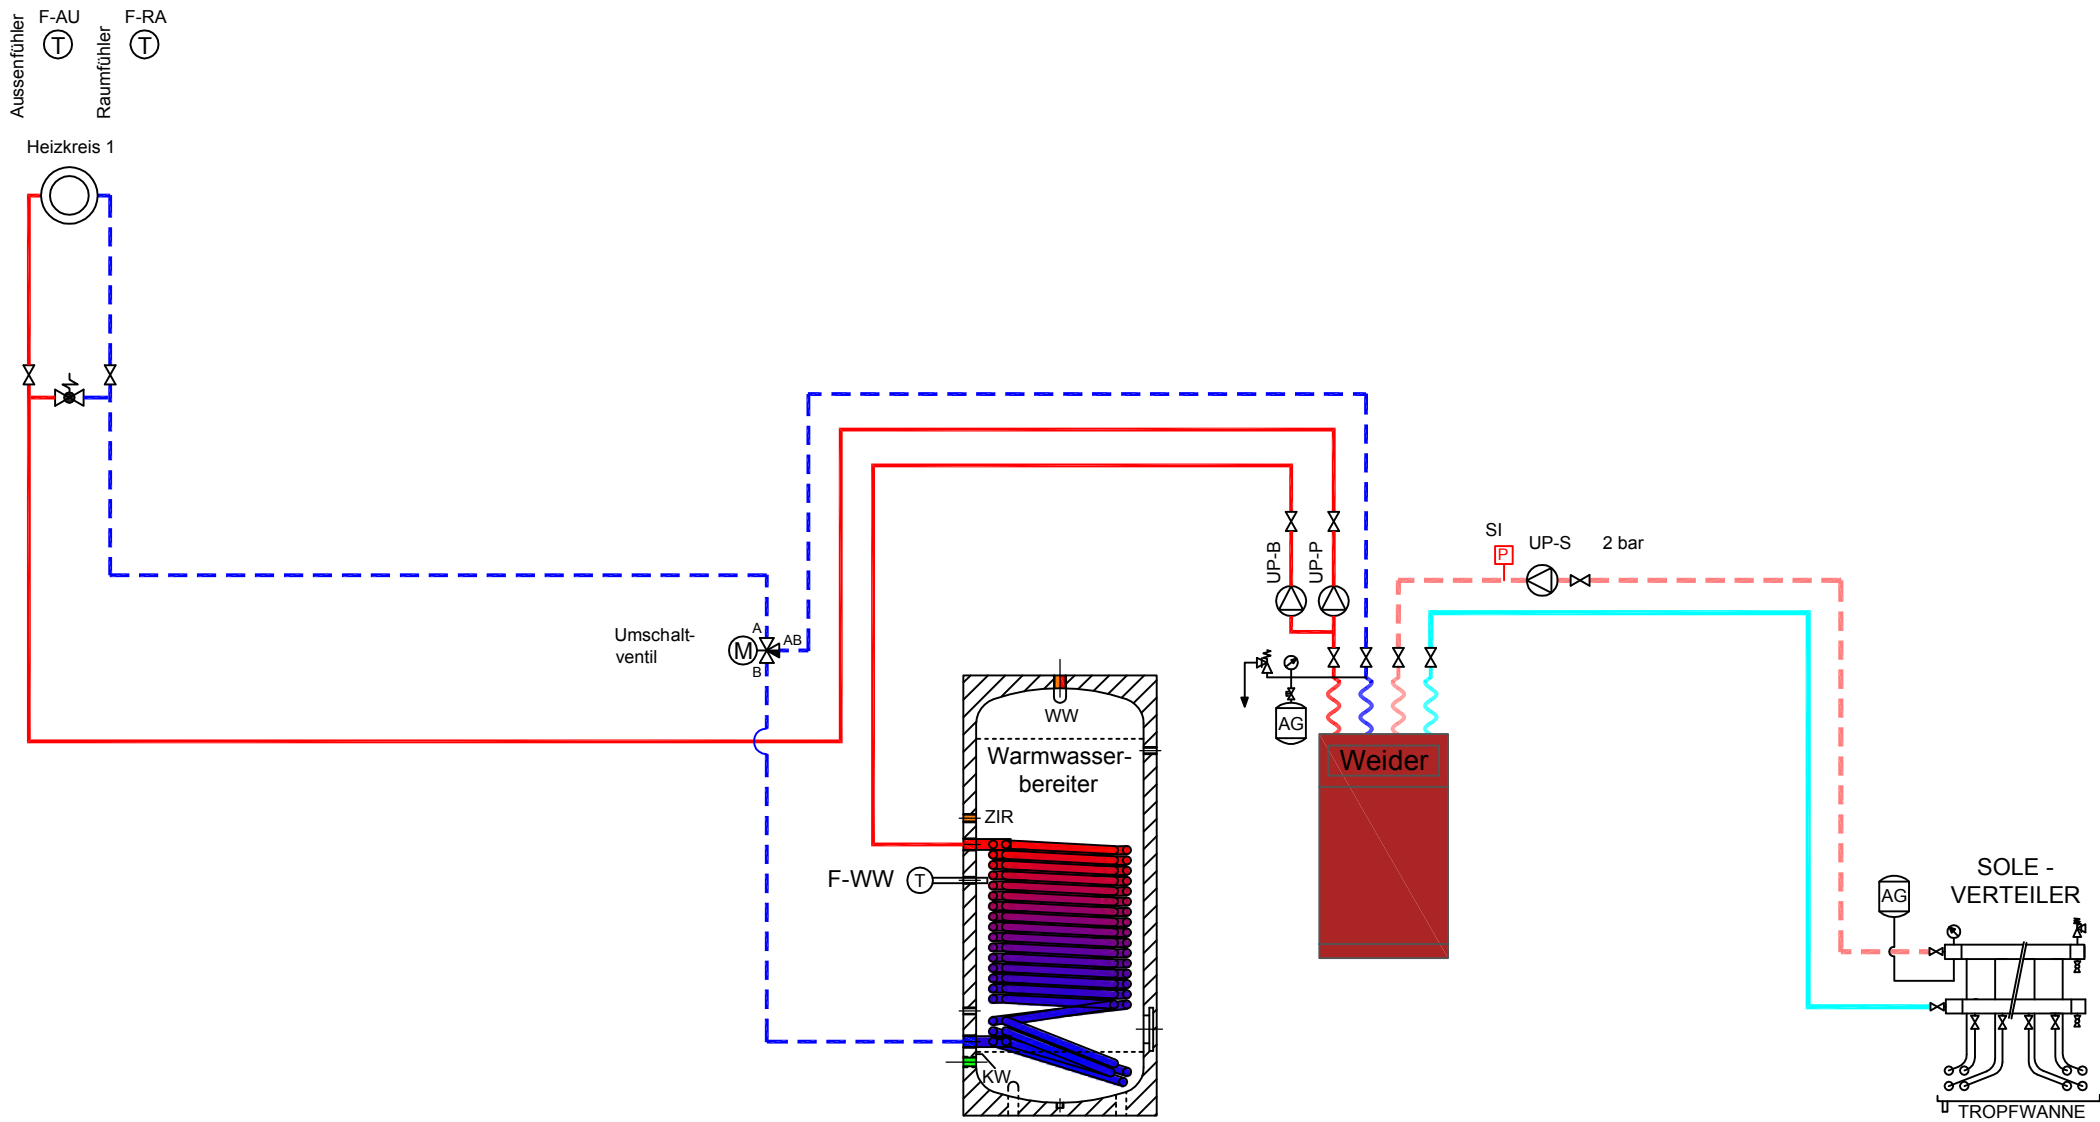 Aussenfühler
F-AU
T
Raumfühler
F-RA
T
Heizkreis 1
Umschalt-
ventil
M
A
AB
B
UP-B
UP-P
SI
P
UP-S
2 bar
AG
Weider
WW
Warmwasser-
bereiter
ZIR
F-WW
T
KW
AG
SOLE -
VERTEILER
TROPFWANNE